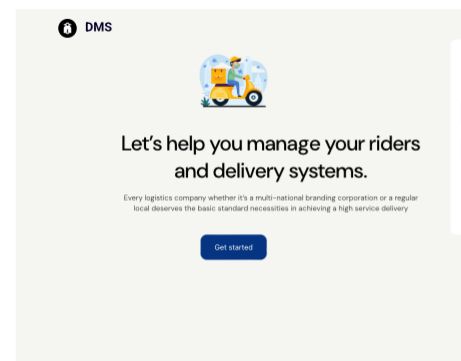 DMS
Let's help you manage your riders
and delivery systems.
Every logistics company whether it's a multi-national branding corporation or a regular
local deserves the basic standard necessities in achieving a high service delivery
Get started